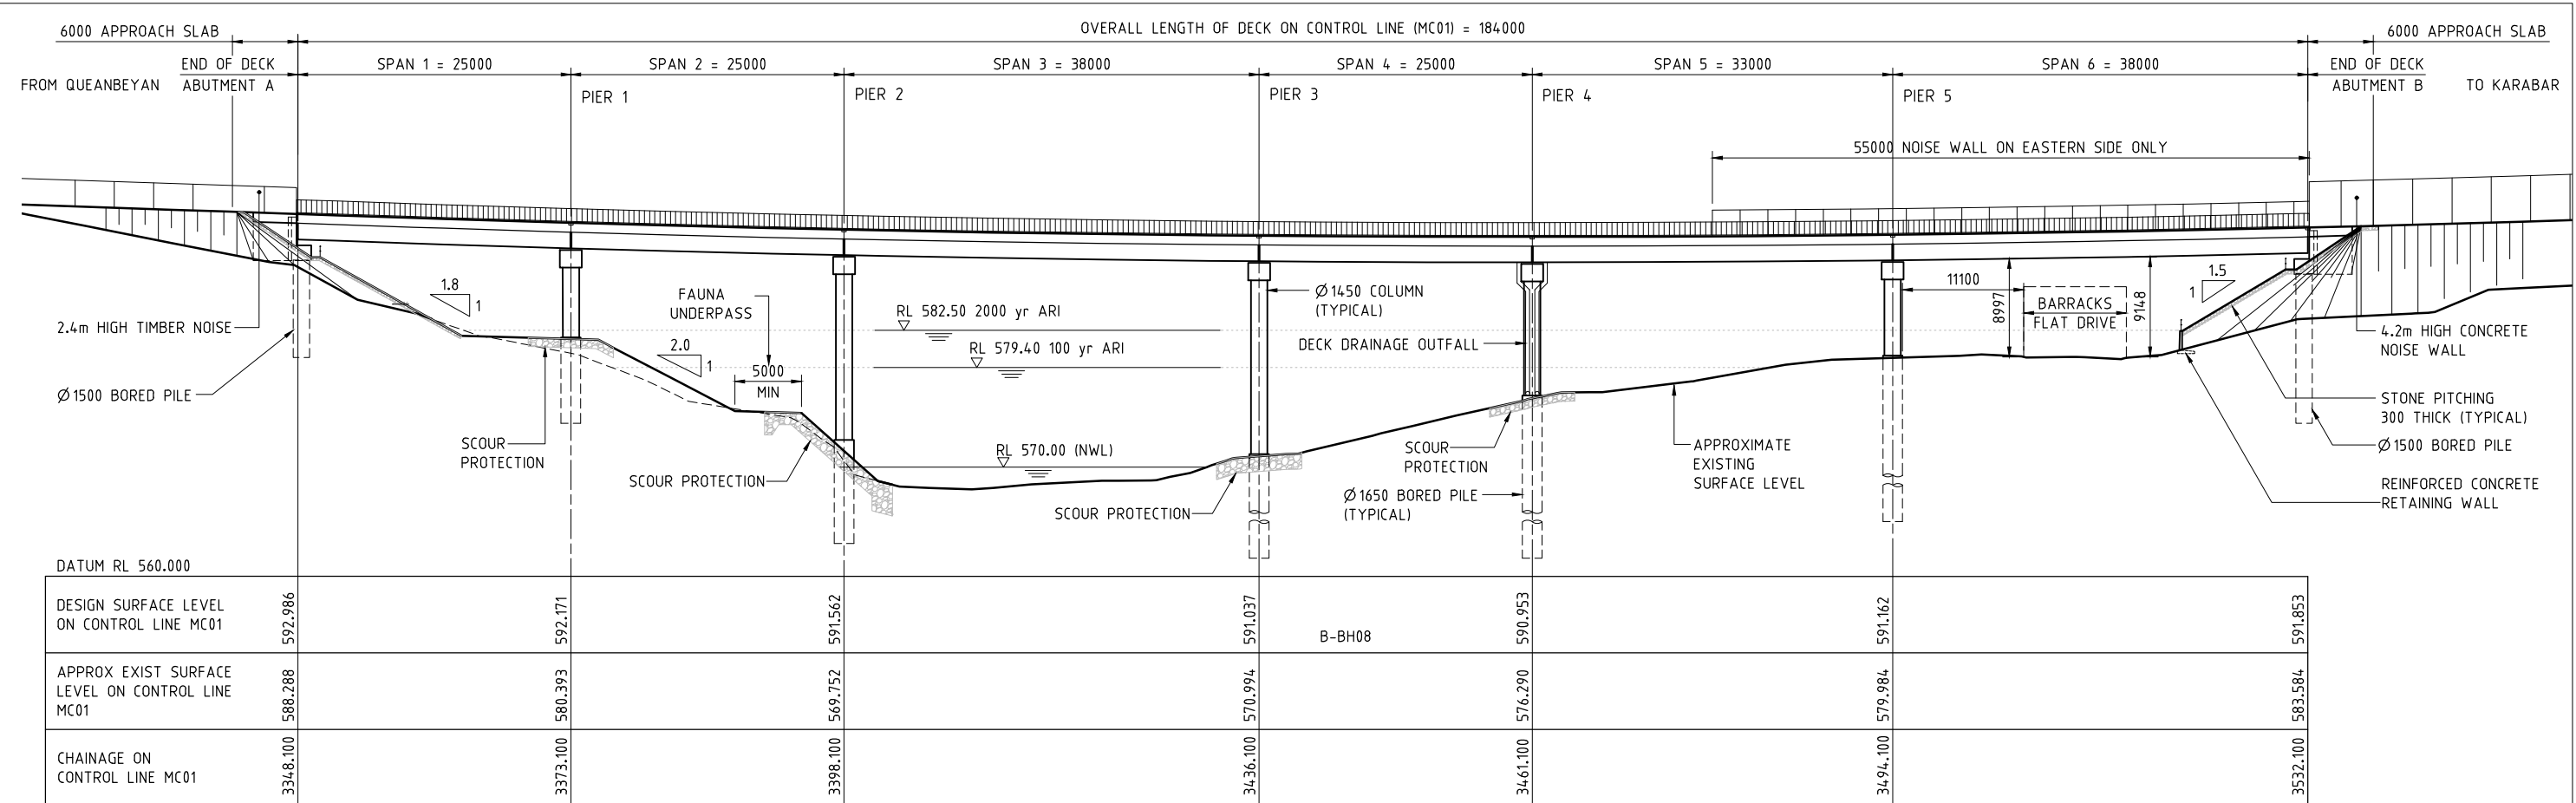 OVERALL LENGTH OF DECK ON CONTROL LINE (MC01) = 184000
6000 APPROACH SLAB
6000 APPROACH SLAB
END OF DECK
ABUTMENT A
SPAN 1 = 25000
SPAN 2 = 25000
SPAN 3 = 38000
SPAN 4 = 25000
SPAN 5 = 33000
SPAN 6 = 38000
END OF DECK
ABUTMENT B
FROM QUEANBEYAN
TO KARABAR
PIER 1
PIER 2
PIER 3
PIER 4
PIER 5
55000 NOISE WALL ON EASTERN SIDE ONLY
1.8
1
FAUNA
UNDERPASS
RL 582.50 2000 yr ARI
RL 579.40 100 yr ARI
Ø1450 COLUMN
(TYPICAL)
DECK DRAINAGE OUTFALL
11100
8997
BARRACKS
FLAT DRIVE
9148
1.5
1
2.4m HIGH TIMBER NOISE
4.2m HIGH CONCRETE
NOISE WALL
2.0
1
5000
MIN
Ø1500 BORED PILE
STONE PITCHING
300 THICK (TYPICAL)
SCOUR
PROTECTION
SCOUR PROTECTION
RL 570.00 (NWL)
SCOUR PROTECTION
SCOUR
PROTECTION
Ø1650 BORED PILE
(TYPICAL)
APPROXIMATE
EXISTING
SURFACE LEVEL
Ø1500 BORED PILE
REINFORCED CONCRETE
RETAINING WALL
DATUM RL 560.000
DESIGN SURFACE LEVEL
ON CONTROL LINE MC01
592.986
592.171
591.562
591.037
B-BH08
590.953
591.162
591.853
APPROX EXIST SURFACE
LEVEL ON CONTROL LINE
MC01
588.288
580.393
569.752
570.994
576.290
579.984
583.584
CHAINAGE ON
CONTROL LINE MC01
3348.100
3373.100
3398.100
3436.100
3461.100
3494.100
3532.100